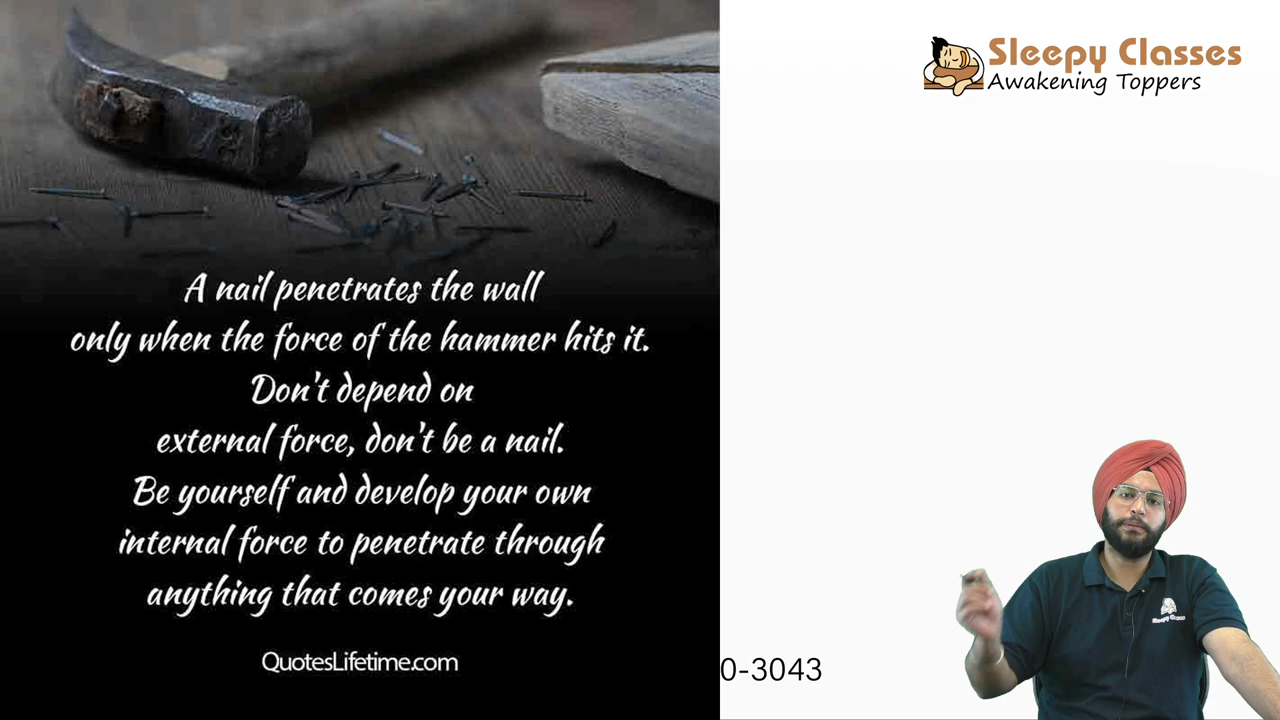 Sleepy Classes
Awakening Toppers
A nail penetrates the wall
only when the force of the hammer hits it.
Don't depend on
external force, don't be a nail.
Be yourself and develop your own
internal force to penetrate through
anything that comes your way.
QuotesLifetime.com
0-3043
Sleepy Classes